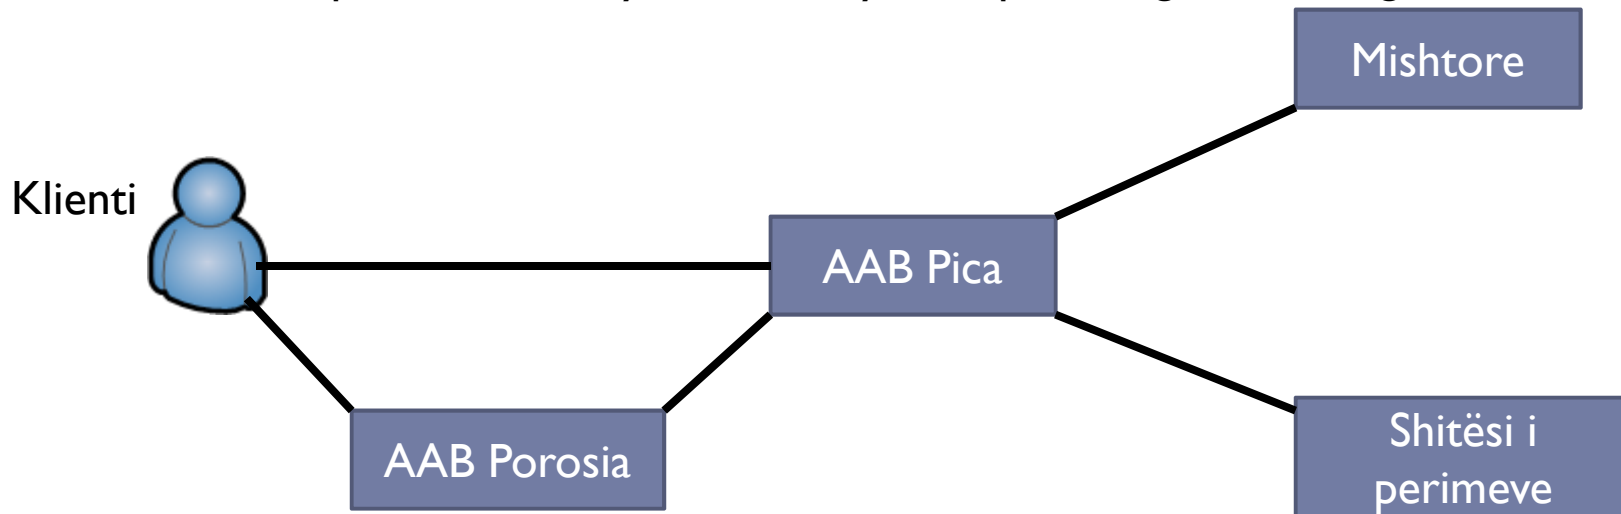 Mishtore
Klienti
AAB Pica
AAB Porosia
Shitësi i
perimeve